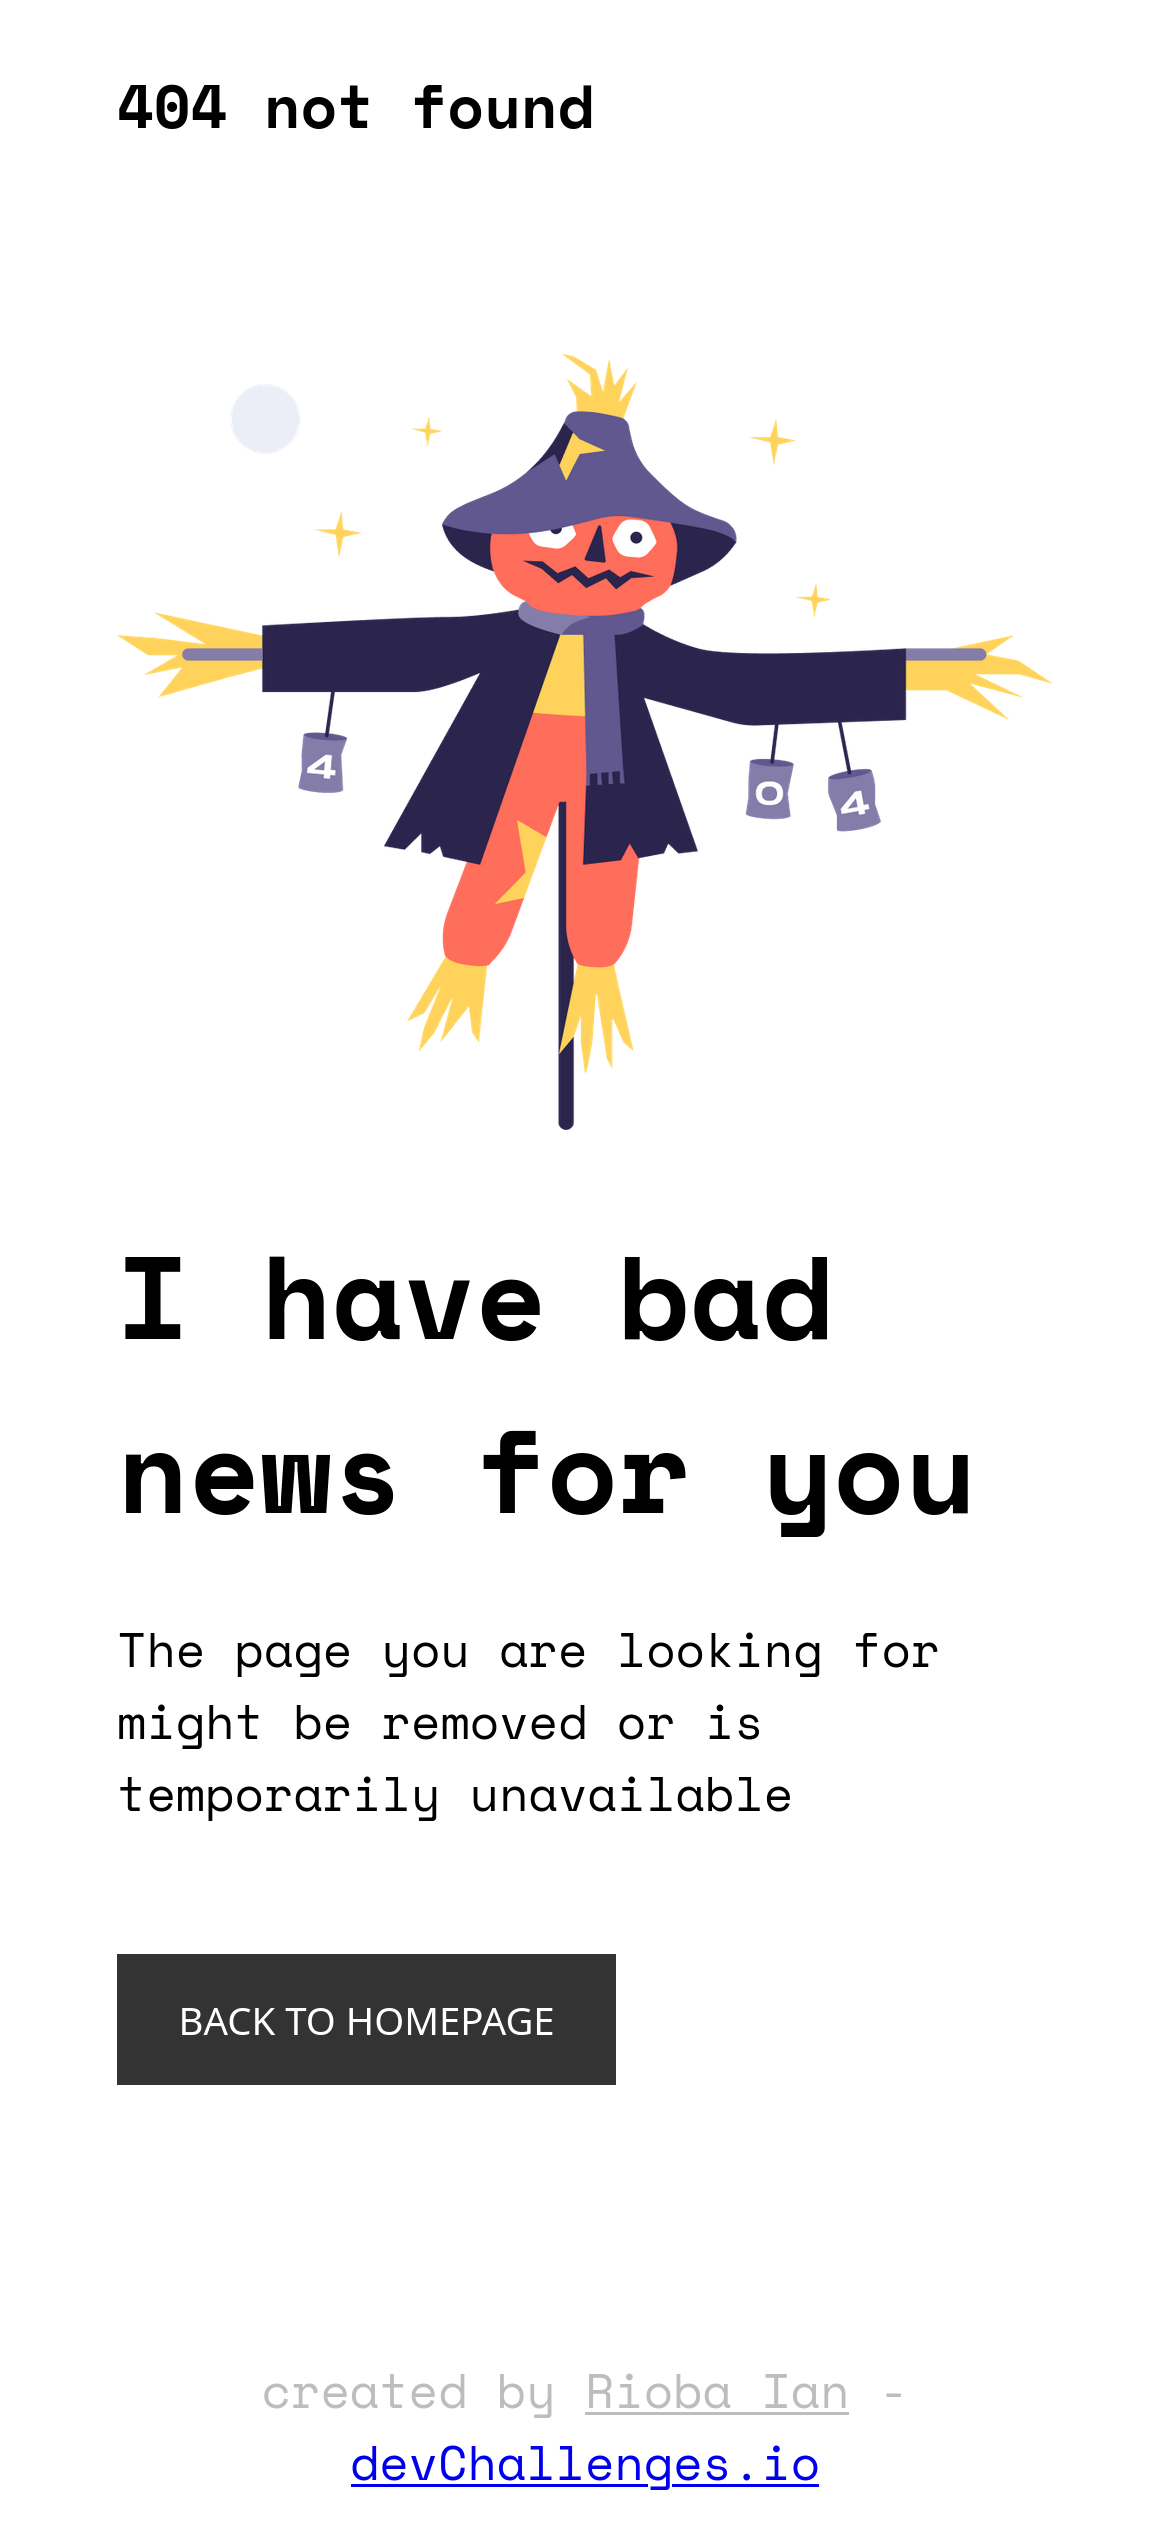 404 not found
4
0
4
I have bad
news for you
The page you are looking for
might be removed or is
temporarily unavailable
BACK TO HOMEPAGE
created by Rioba Ian -
devChallenges.io